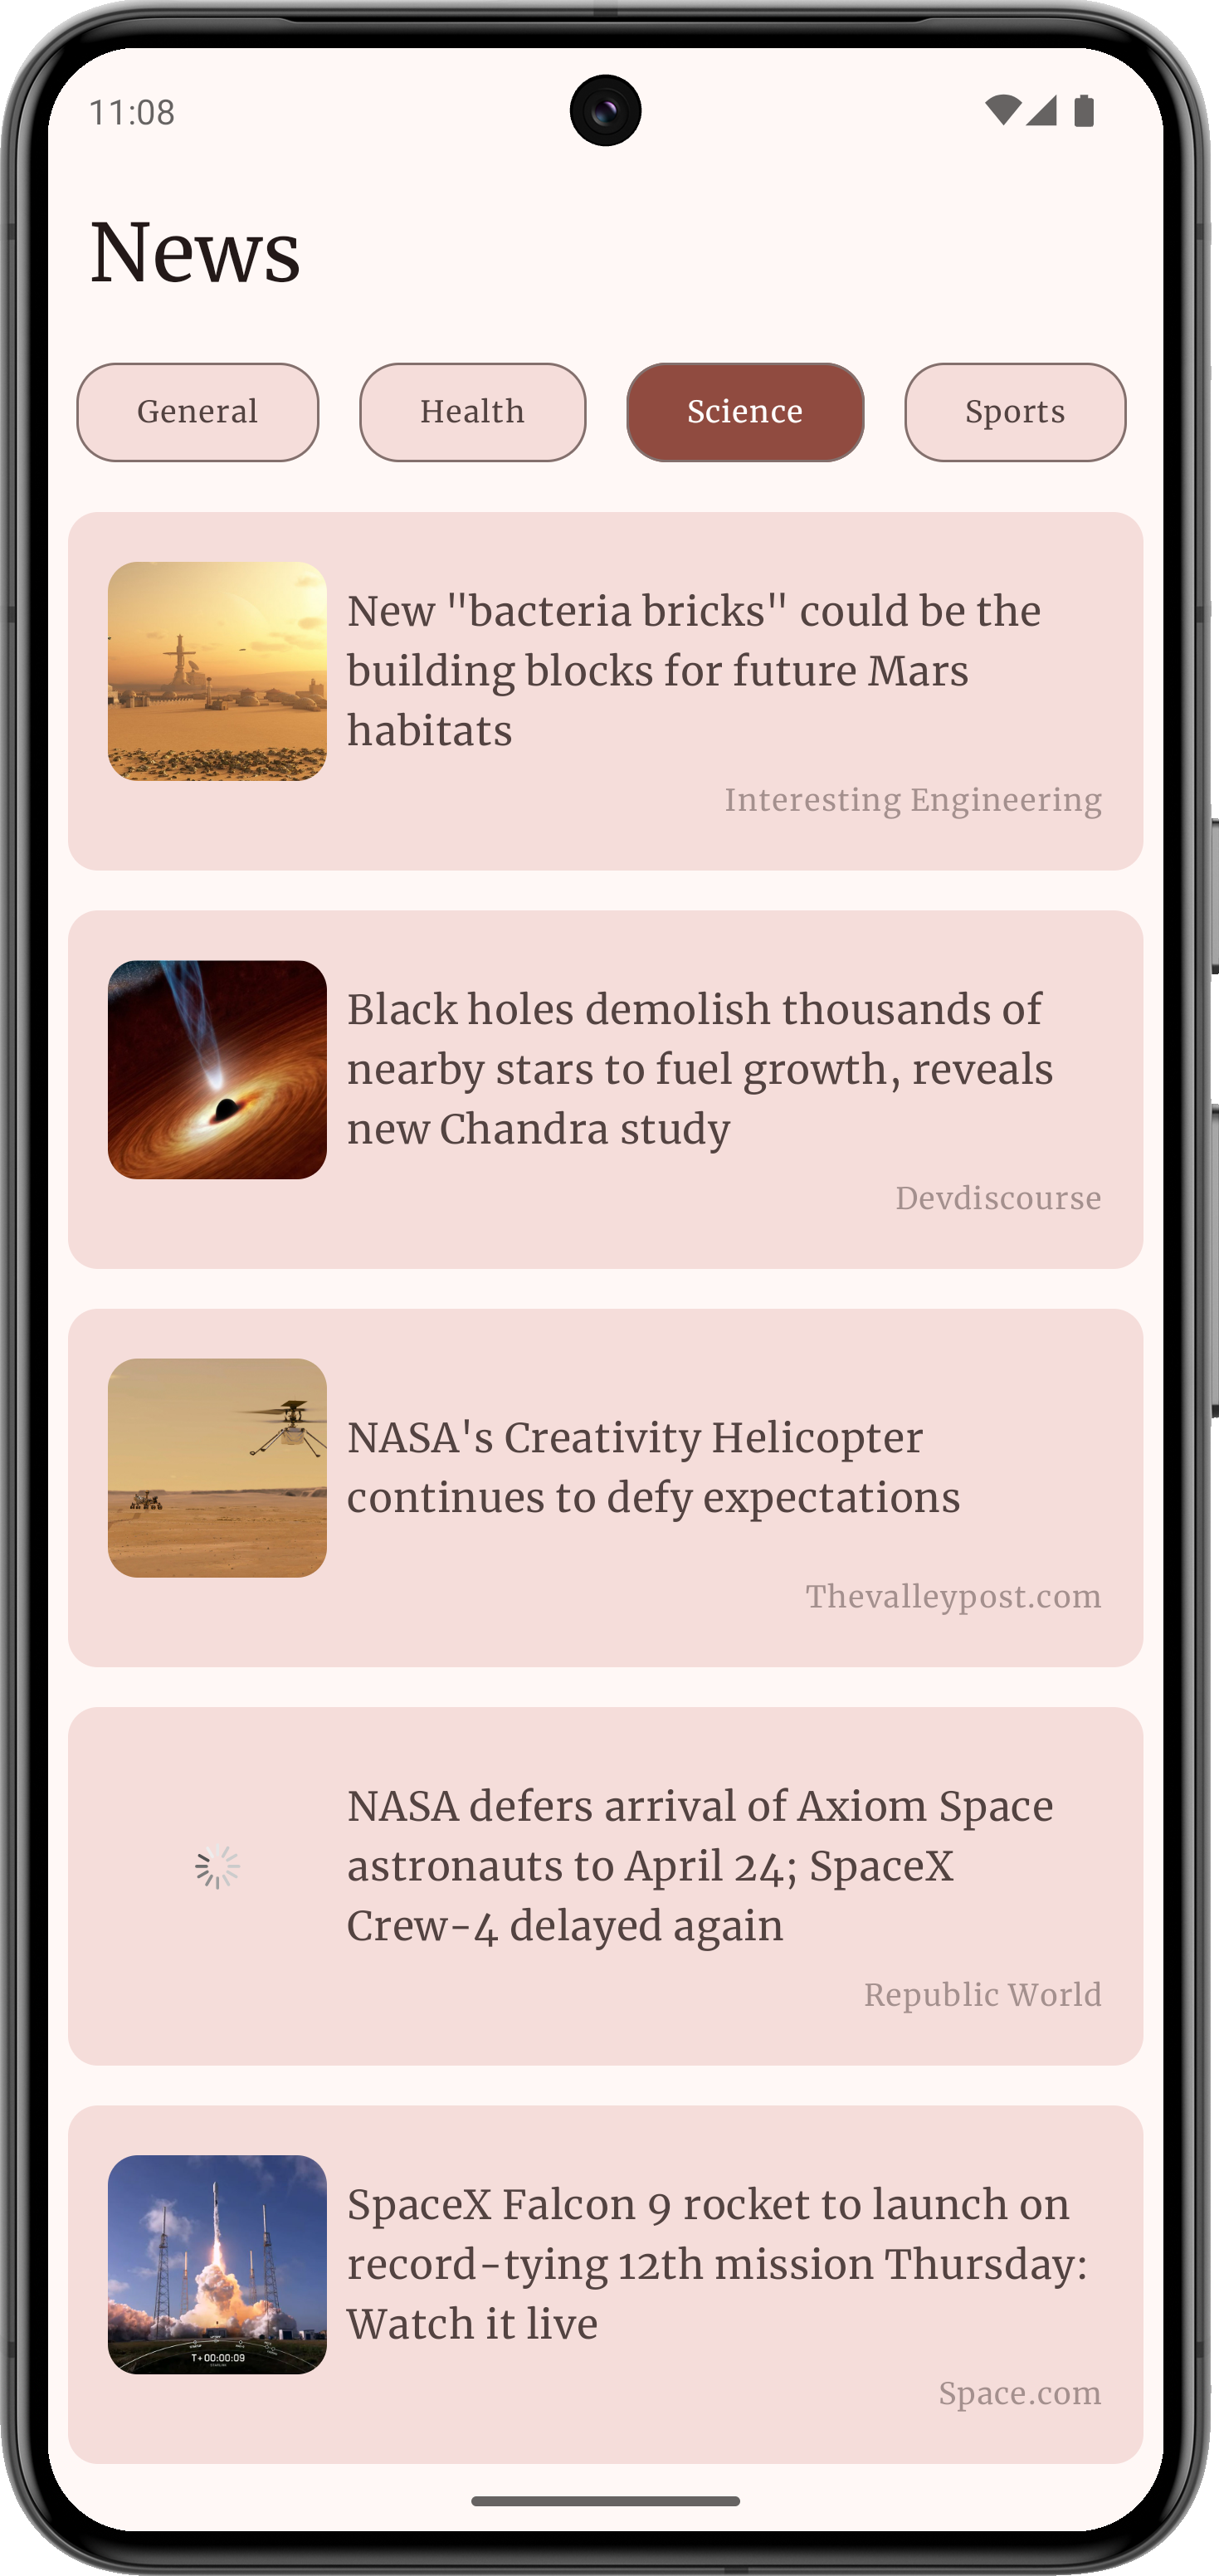 11:08
News
General
Health
Science
Sports
New "bacteria bricks" could be the
building blocks for future Mars
habitats
Interesting Engineering
Black holes demolish thousands of
nearby stars to fuel growth, reveals
new Chandra study
Devdiscourse
NASA's Creativity Helicopter
continues to defy expectations
Thevalleypost.com
NASA defers arrival of Axiom Space
astronauts to April 24; SpaceX
Crew-4 delayed again
Republic World
SpaceX Falcon 9 rocket to launch on
record-tying 12th mission Thursday:
Watch it live
T+00:00:09
Space.com